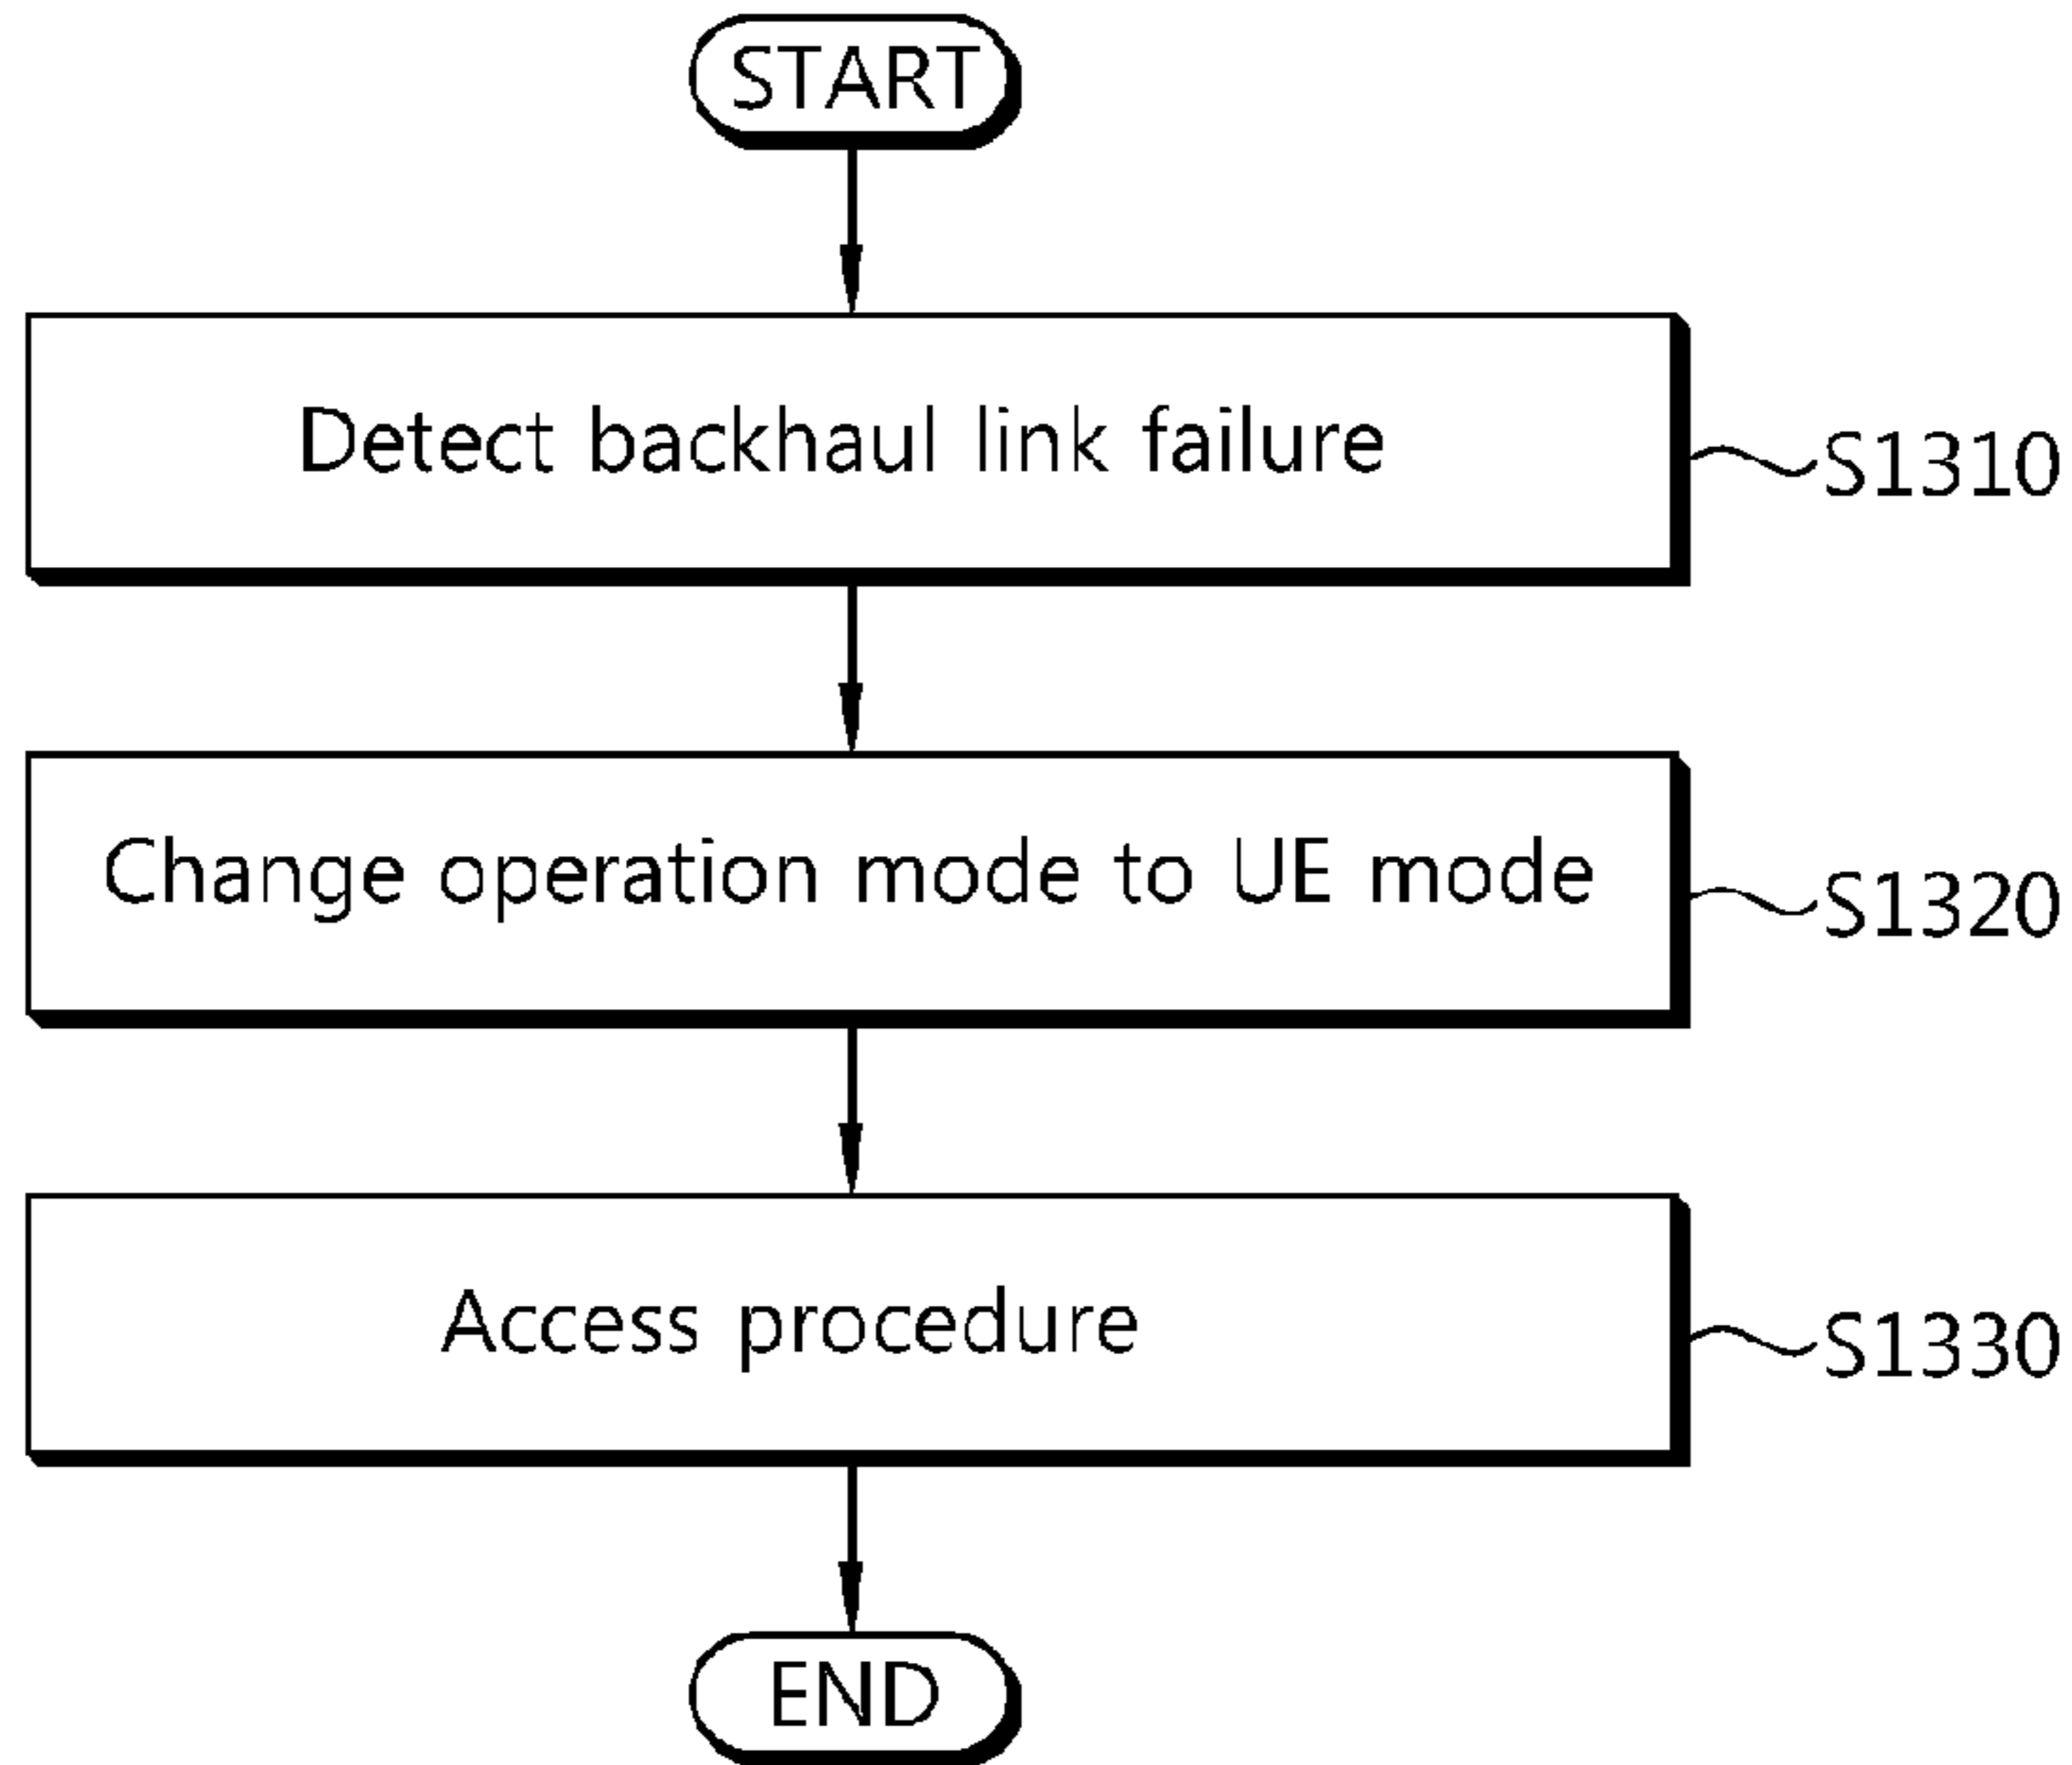 START
Detect backhaul link failure
S1310
Change operation mode to UE mode
S1320
Access procedure
S1330
END